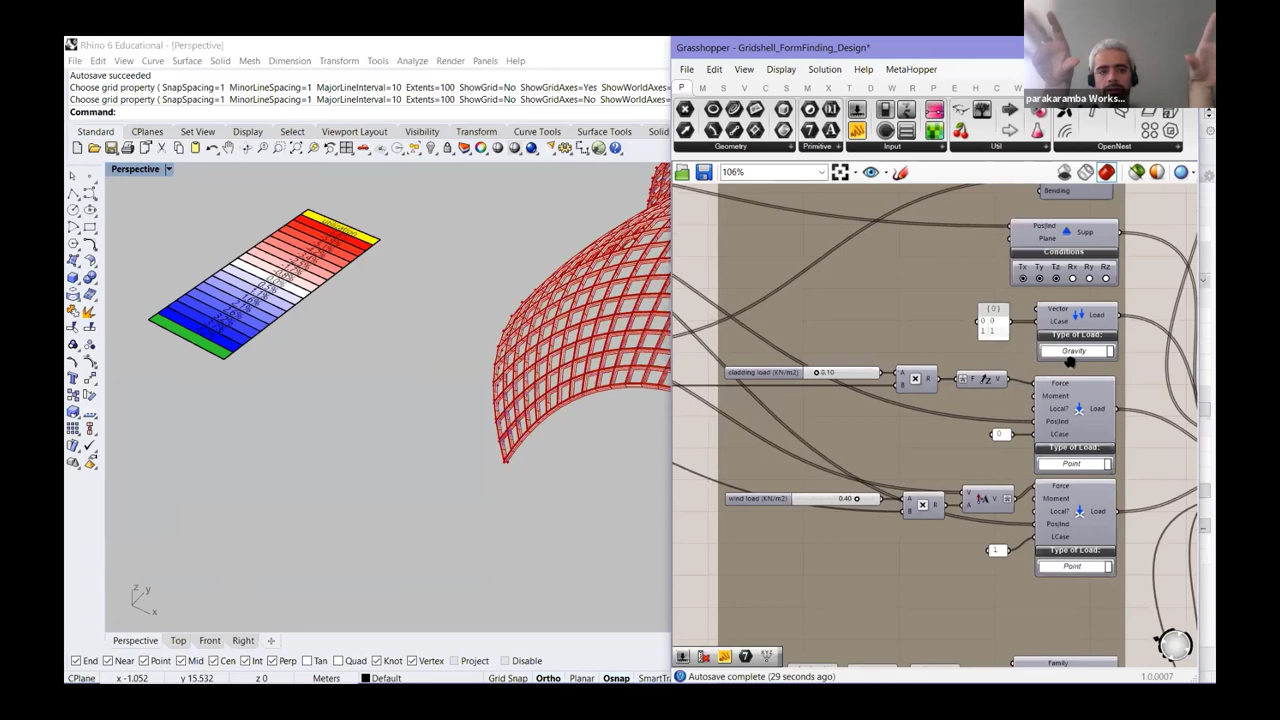 Rhino 6 Educational - [Perspective]
File Edit View Curve Surface Solid Mesh Dimension Transform Tools Analyze Render Panels Help
Autosave succeeded
Choose grid property ( SnapSpacing=1 MinorLineSpacing=1 MajorLineInterval=10 Extents=100 ShowGrid=No ShowGridAxes=Yes ShowWorldAxes=
Choose grid property ( SnapSpacing=1 MinorLineSpacing=1 MajorLineInterval=10 Extents=100 ShowGrid=No ShowGridAxes=No ShowWorldAxes=
Command:
Standard CPlanes Set View Display Select Viewport Layout Visibility Transform Curve Tools Surface Tools Solid
Perspective
Utilization
z y
x
Perspective Top Front Right
End Near Point Mid Cen Int Perp Tan Quad Knot Vertex Project Disable
CPlane x -1.052 y 15.532 z 0 Meters Default Grid Snap Ortho Planar Osnap SmartTra
Grasshopper - Gridshell_FormFinding_Design*
parakaramba Works...
File Edit View Display Solution Help MetaHopper
P M S V C
Geometry Primitive Input Util OpenNest
106%
Bending
Pos|Ind Supp
Plane
Conditions
Tx Ty Tz Rx Ry Rz
{0}
0 0
1 1
Vector Load
LCase
Type of Load:
Gravity
cladding load (KN/m2) 0.10
A R
B
F V
Force
Moment
Local? Load
Pos|Ind
LCase
0
Type of Load:
Point
wind load (KN/m2) 0.40
A R
B
V V
A
Force
Moment
Local? Load
Pos|Ind
LCase
1
Type of Load:
Point
Family
Autosave complete (29 seconds ago)
1.0.0007